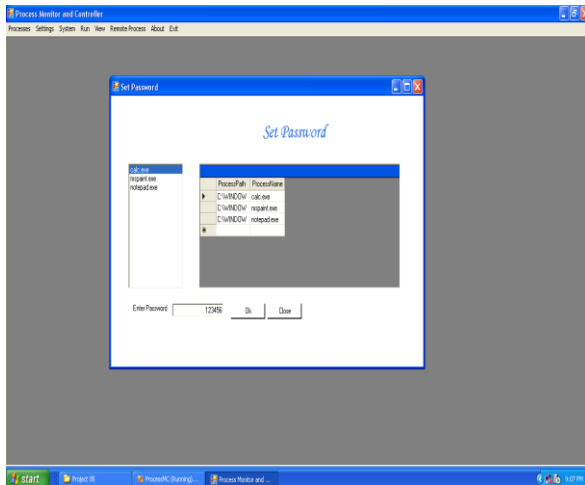 Process Monitor and Controller
Processes Settings System Run View Remote Process About Exit
Set Password
Set Password
calc.exe
mspaint.exe
notepad.exe
ProcessPath ProcessName
C:\WINDOW calc.exe
C:\WINDOW mspaint.exe
C:\WINDOW notepad.exe
Enter Password 123456 Ok Close
start Project 05 ProcessMC (Running)... Process Monitor and ... 9:07 PM